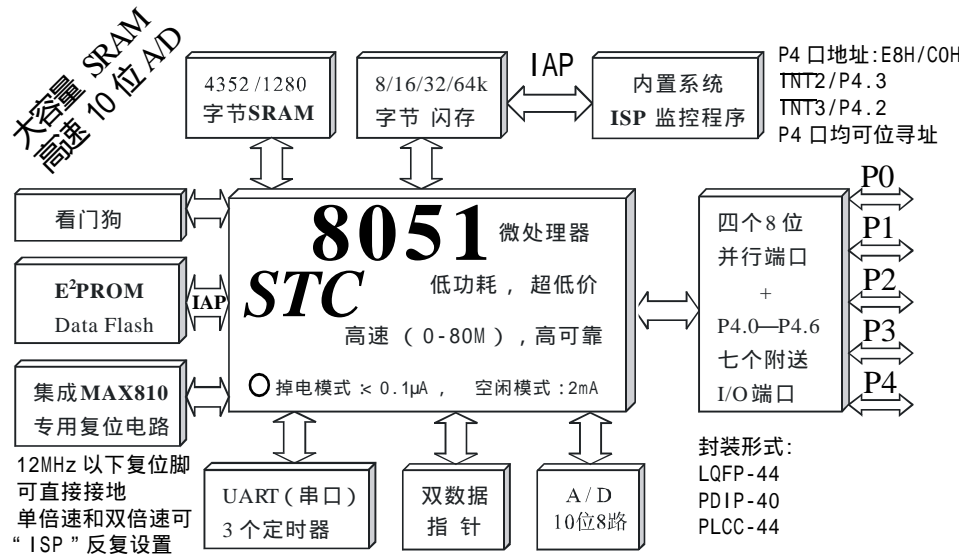 大容量 SRAM
高速 10 位 A/D
4352/1280
字节SRAM
8/16/32/64k
字节 闪存
IAP
内置系统
ISP 监控程序
P4 口地址:E8H/C0H
INT2/P4.3
INT3/P4.2
P4 口均可位寻址
看门狗
E²PROM
Data Flash
IAP
集成MAX810
专用复位电路
12MHz 以下复位脚
可直接接地
单倍速和双倍速可
“ISP”反复设置
8051 微处理器
STC 低功耗，超低价
高速（0-80M），高可靠
掉电模式:< 0.1μA， 空闲模式:2mA
四个8位
并行端口
+
P4.0—P4.6
七个附送
I/O端口
P0
P1
P2
P3
P4
UART(串口)
3个定时器
双数据
指针
A/D
10位8路
封装形式:
LQFP-44
PDIP-40
PLCC-44